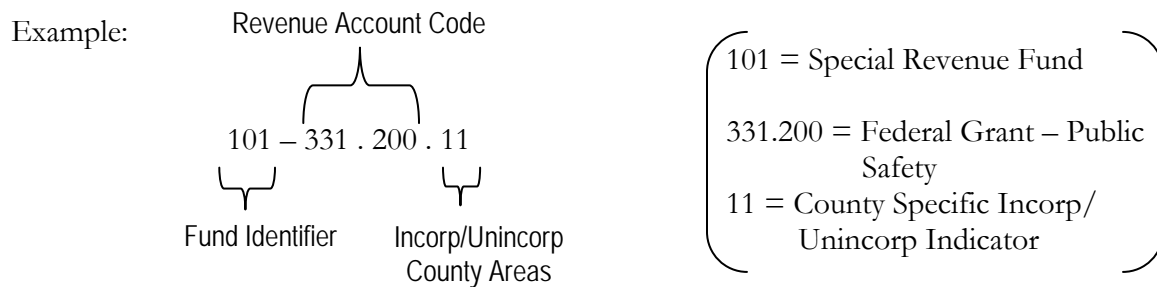 Example:
Revenue Account Code
101 – 331 . 200 . 11
Fund Identifier
Incorp/Unincorp
County Areas
101 = Special Revenue Fund
331.200 = Federal Grant – Public
Safety
11 = County Specific Incorp/
Unincorp Indicator